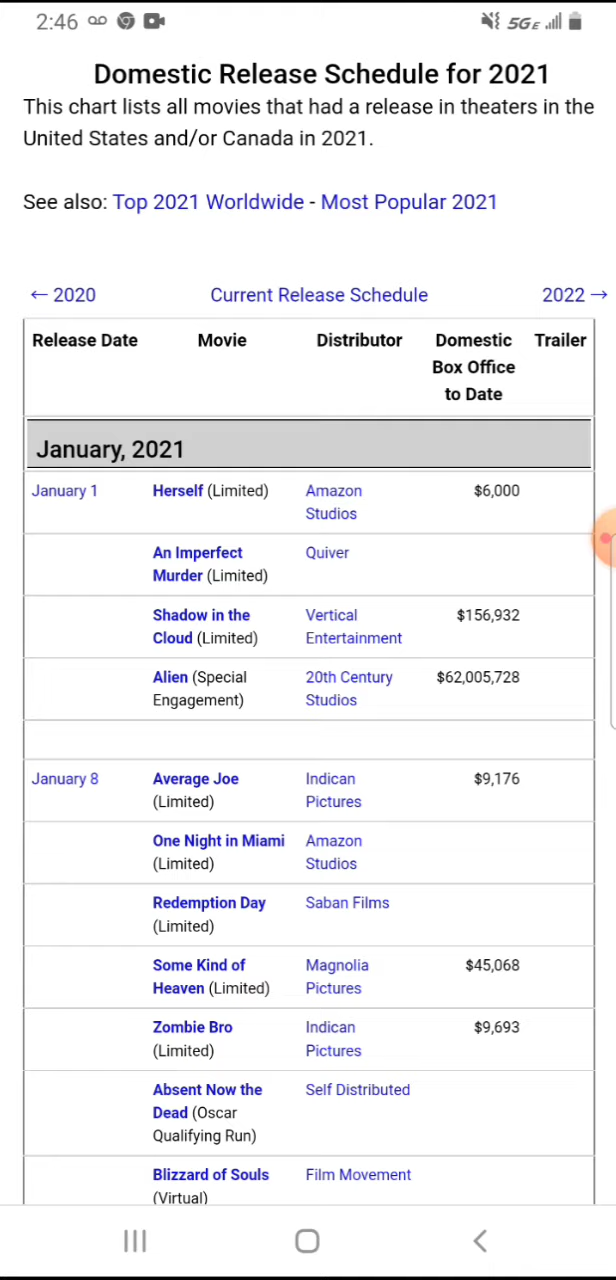 2:46
5GE
Domestic Release Schedule for 2021
This chart lists all movies that had a release in theaters in the
United States and/or Canada in 2021.
See also: Top 2021 Worldwide - Most Popular 2021
← 2020 Current Release Schedule 2022 →
Release Date Movie Distributor Domestic Trailer
Box Office
to Date
January, 2021
January 1 Herself (Limited) Amazon $6,000
Studios
An Imperfect Quiver
Murder (Limited)
Shadow in the Vertical $156,932
Cloud (Limited) Entertainment
Alien (Special 20th Century $62,005,728
Engagement) Studios
January 8 Average Joe Indican $9,176
(Limited) Pictures
One Night in Miami Amazon
(Limited) Studios
Redemption Day Saban Films
(Limited)
Some Kind of Magnolia $45,068
Heaven (Limited) Pictures
Zombie Bro Indican $9,693
(Limited) Pictures
Absent Now the Self Distributed
Dead (Oscar
Qualifying Run)
Blizzard of Souls Film Movement
(Virtual)